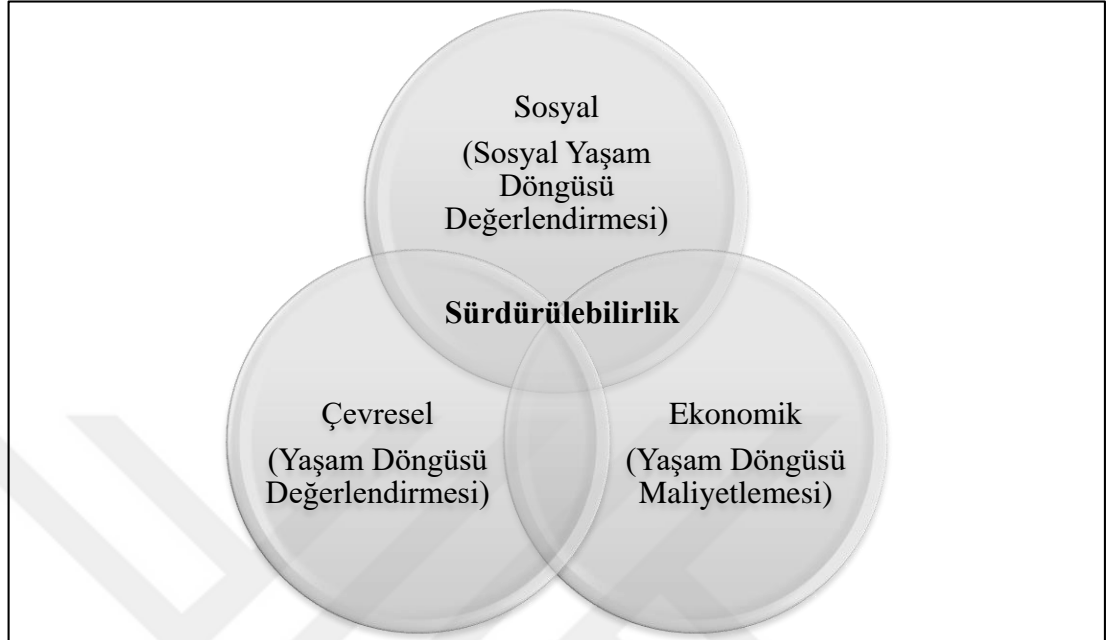 Sosyal
(Sosyal Yaşam
Döngüsü
Değerlendirmesi)
Sürdürülebilirlik
Çevresel
(Yaşam Döngüsü
Değerlendirmesi)
Ekonomik
(Yaşam Döngüsü
Maliyetlemesi)